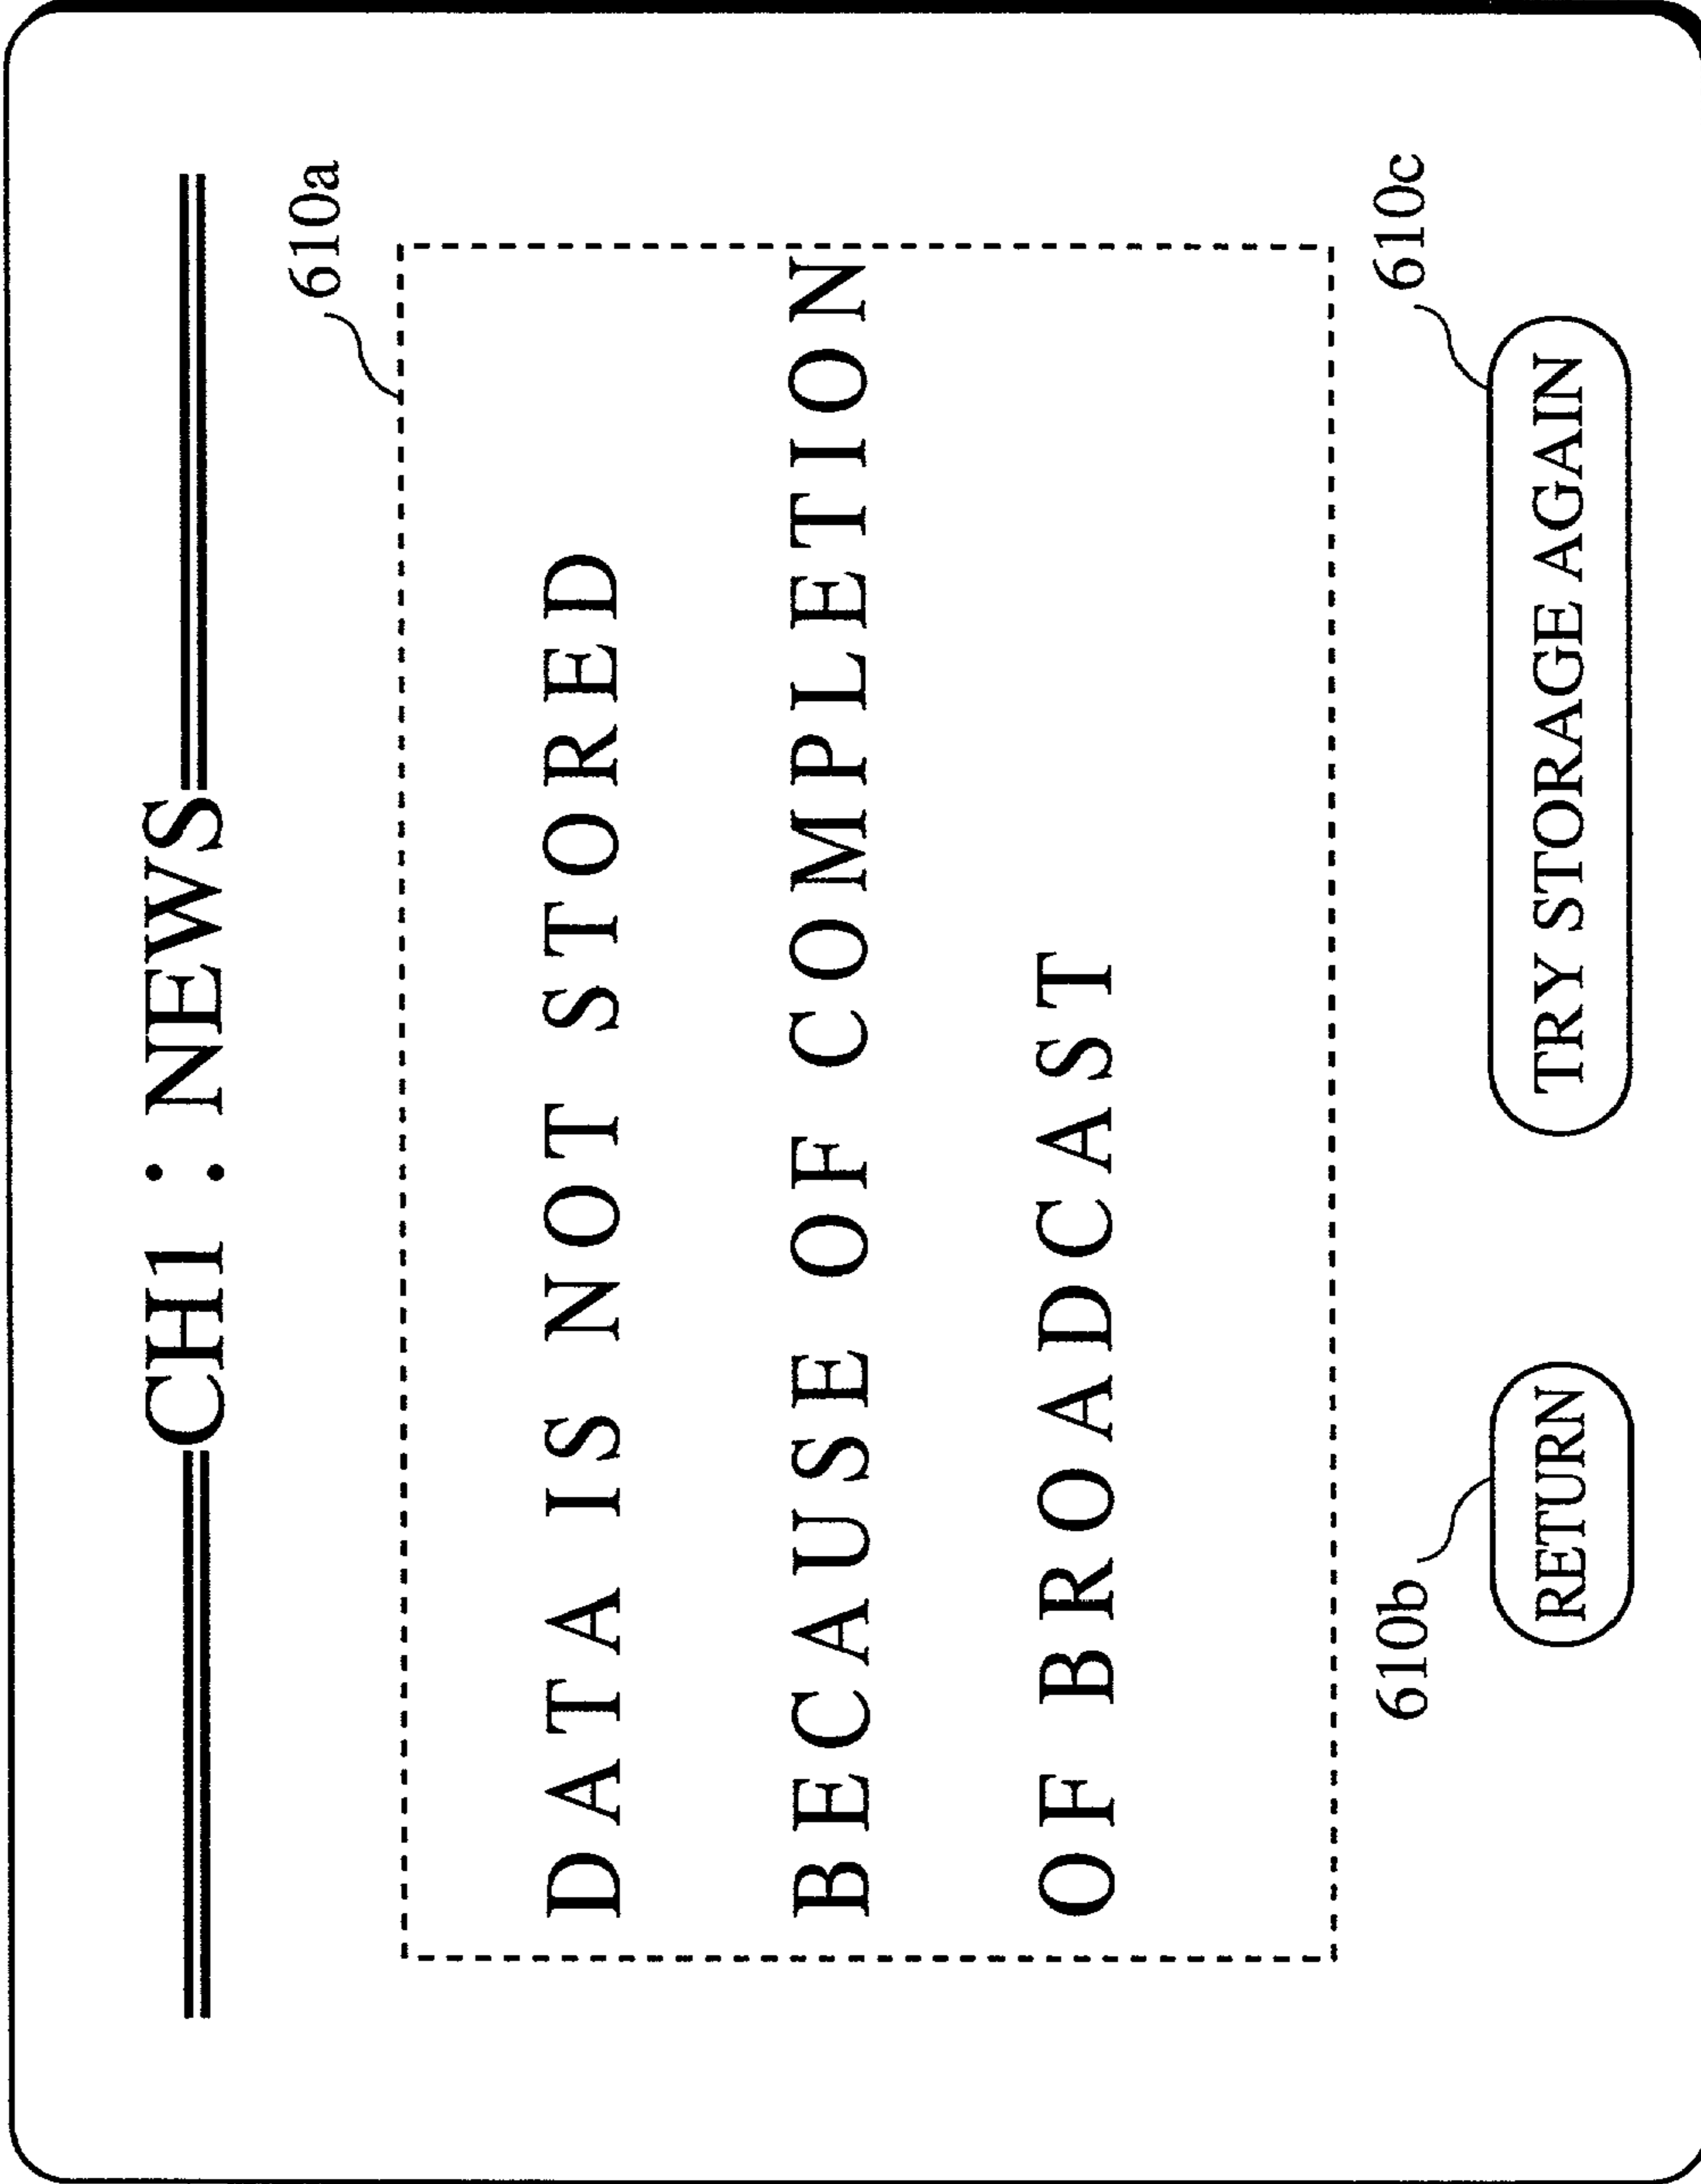 CH1 : NEWS
610a
DATA IS NOT STORED
BECAUSE OF COMPLETION
OF BROADCAST
610b
610c
RETURN
TRY STORAGE AGAIN